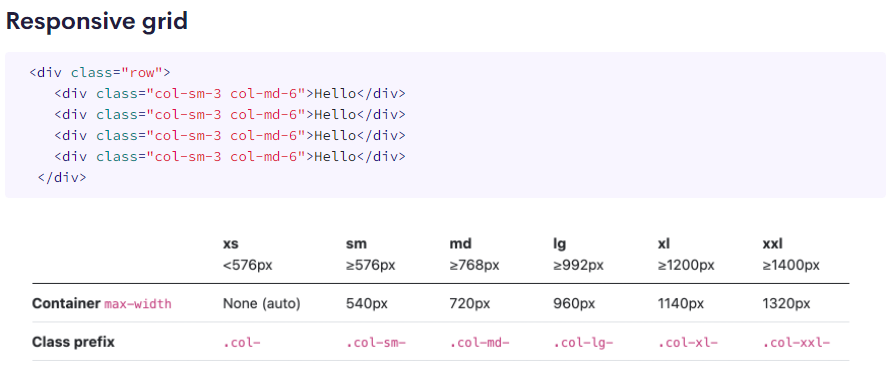 Responsive grid
<div class="row">
<div class="col-sm-3 col-md-6">Hello</div>
<div class="col-sm-3 col-md-6">Hello</div>
<div class="col-sm-3 col-md-6">Hello</div>
<div class="col-sm-3 col-md-6">Hello</div>
</div>
xs sm md lg xl xxl
<576px ≥576px ≥768px ≥992px ≥1200px ≥1400px
Container max-width None (auto) 540px 720px 960px 1140px 1320px
Class prefix .col- .col-sm- .col-md- .col-lg- .col-xl- .col-xxl-